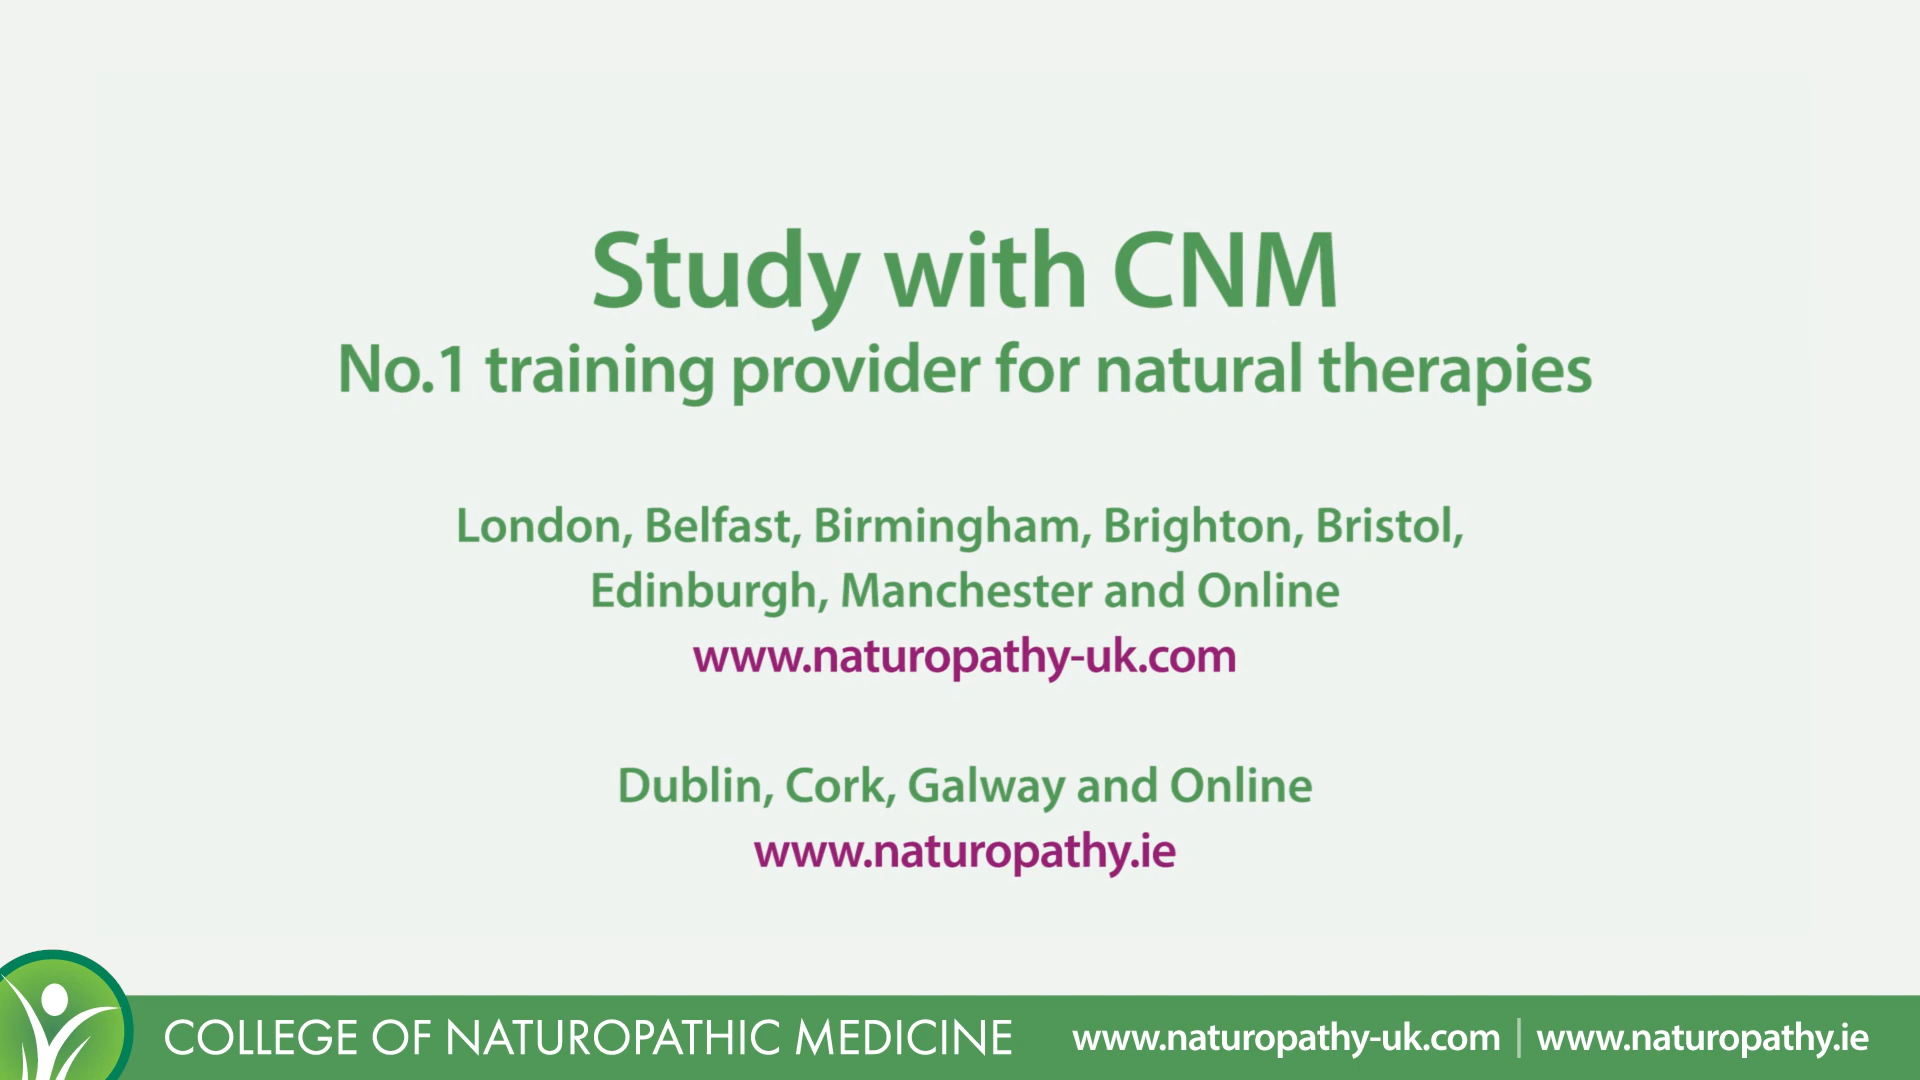 Study with CNM
No.1 training provider for natural therapies
London, Belfast, Birmingham, Brighton, Bristol,
Edinburgh, Manchester and Online
www.naturopathy-uk.com
Dublin, Cork, Galway and Online
www.naturopathy.ie
COLLEGE OF NATUROPATHIC MEDICINE www.naturopathy-uk.com | www.naturopathy.ie